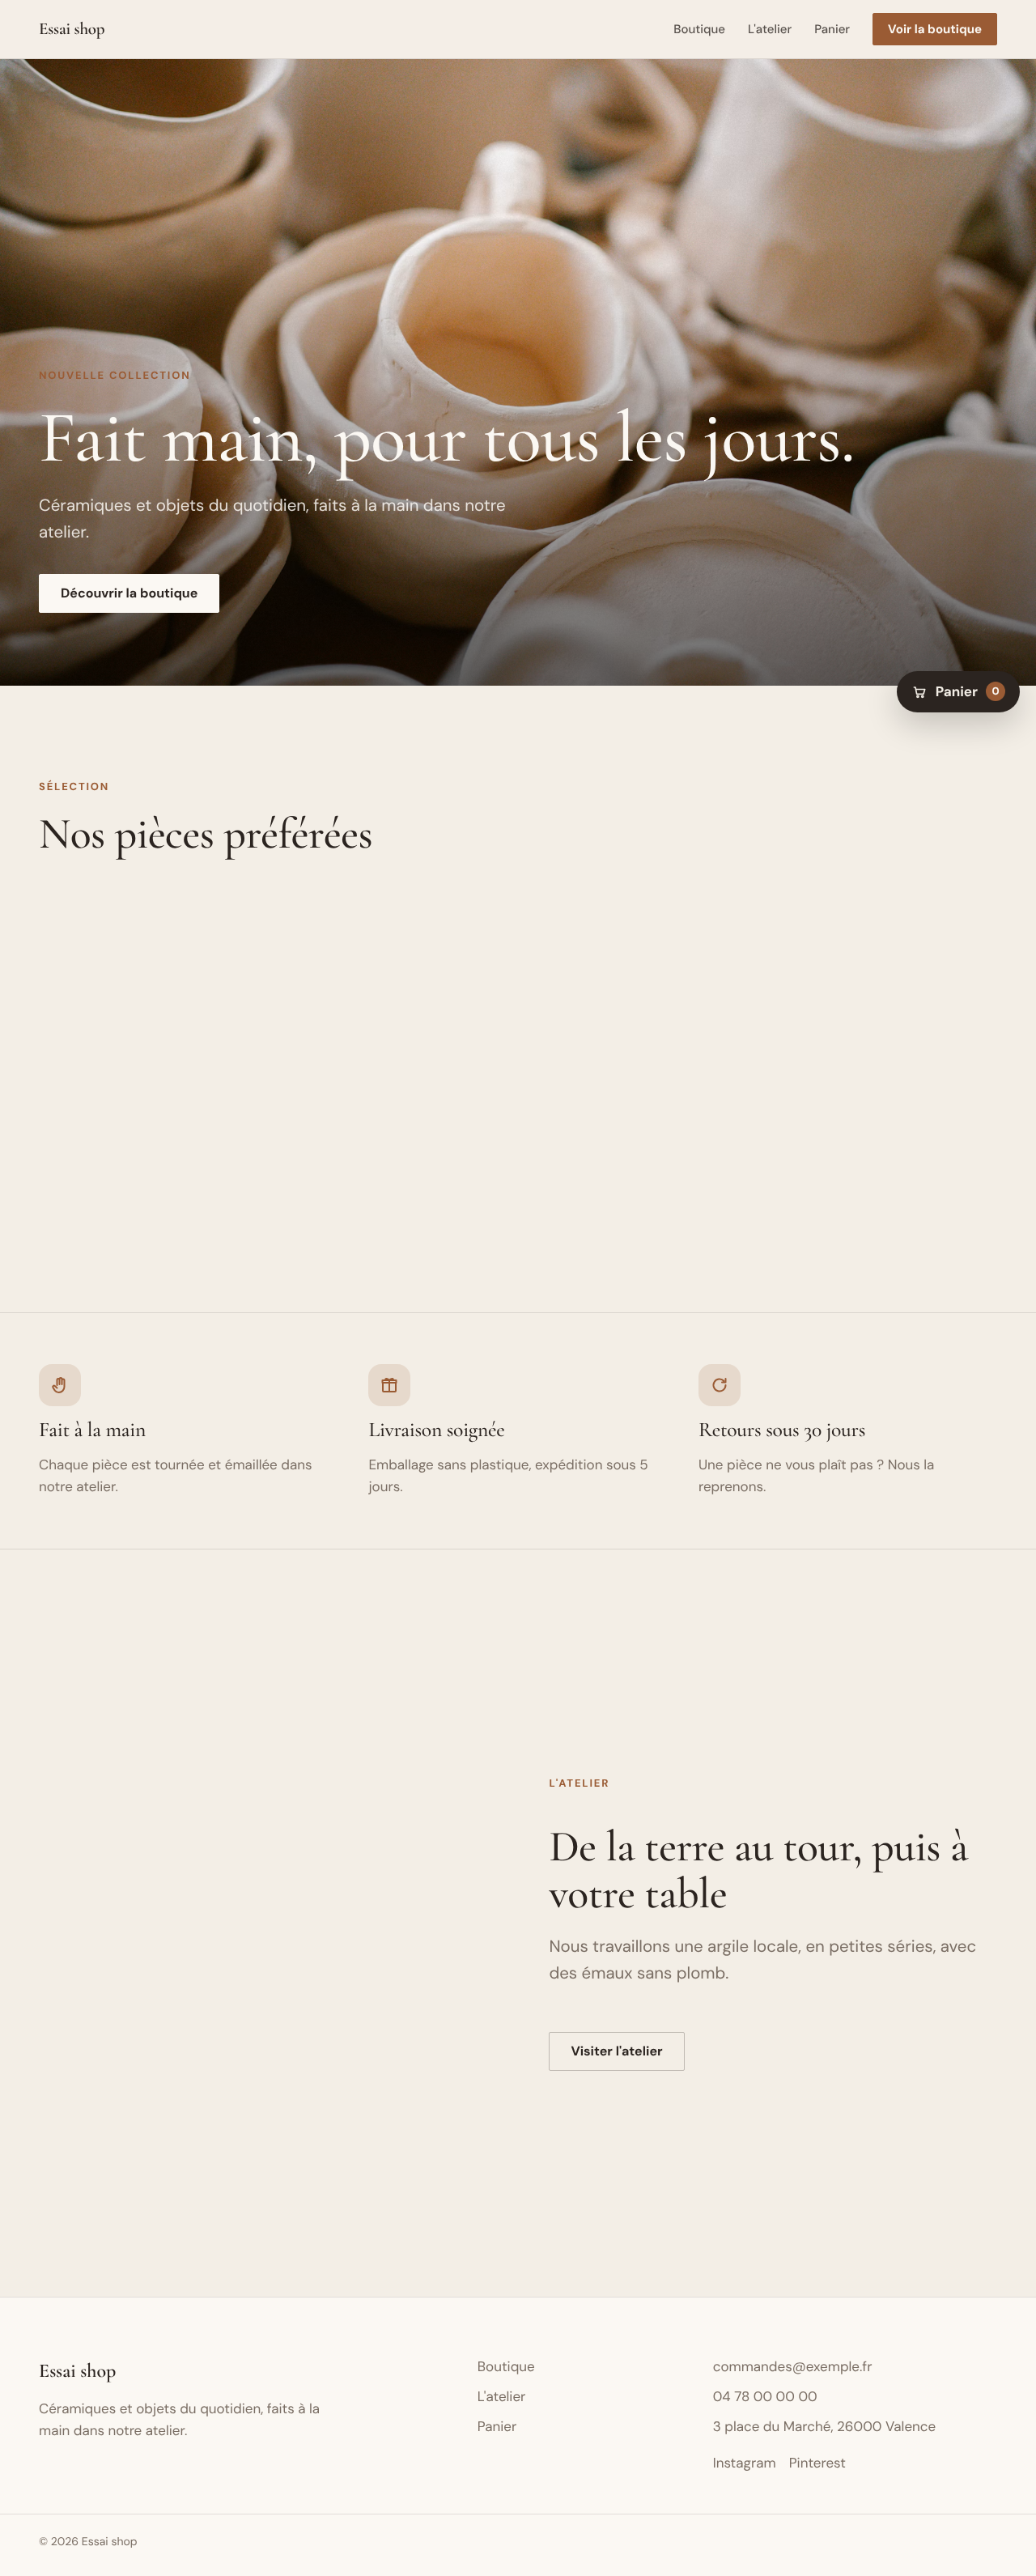 Essai shop
Boutique
L'atelier
Panier
Voir la boutique
NOUVELLE COLLECTION
Fait main, pour tous les jours.
Céramiques et objets du quotidien, faits à la main dans notre
atelier.
Découvrir la boutique
Panier 0
SÉLECTION
Nos pièces préférées
Fait à la main
Chaque pièce est tournée et émaillée dans
notre atelier.
Livraison soignée
Emballage sans plastique, expédition sous 5
jours.
Retours sous 30 jours
Une pièce ne vous plaît pas ? Nous la
reprenons.
L'ATELIER
De la terre au tour, puis à
votre table
Nous travaillons une argile locale, en petites séries, avec
des émaux sans plomb.
Visiter l'atelier
Essai shop
Céramiques et objets du quotidien, faits à la
main dans notre atelier.
Boutique
L'atelier
Panier
commandes@exemple.fr
04 78 00 00 00
3 place du Marché, 26000 Valence
Instagram Pinterest
© 2026 Essai shop